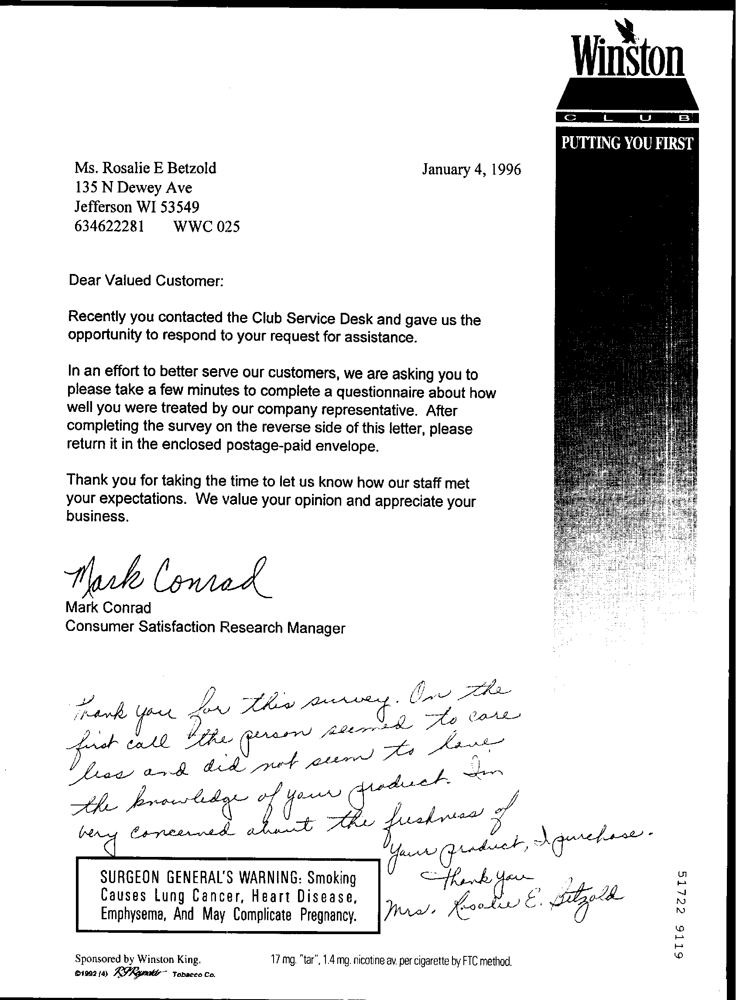 Winston
CLUB
PUTTING YOU FIRST
Ms. Rosalie E Betzold
January 4, 1996
135 N Dewey Ave
Jefferson WI 53549
634622281 WWC 025
Dear Valued Customer:
Recently you contacted the Club Service Desk and gave us the
opportunity to respond to your request for assistance.
In an effort to better serve our customers, we are asking you to
please take a few minutes to complete a questionnaire about how
well you were treated by our company representative. After
completing the survey on the reverse side of this letter, please
return it in the enclosed postage-paid envelope.
Thank you for taking the time to let us know how our staff met
your expectations. We value your opinion and appreciate your
business.
Mark Conrad
Mark Conrad
Consumer Satisfaction Research Manager
Thank you for this survey. On the
first call the person seemed to care
less and did not seem to have
the knowledge of your product. Im
very concerned about the freshness of
your product, I purchase.
Thank you
Mrs. Rosalie E. Betzold
SURGEON GENERAL'S WARNING: Smoking
Causes Lung Cancer, Heart Disease,
Emphysema, And May Complicate Pregnancy.
51722 9119
Sponsored by Winston King.
17 mg. "tar", 1.4 mg. nicotine av. per cigarette by FTC method.
©1992 (4) RJReynolds Tobacco Co.